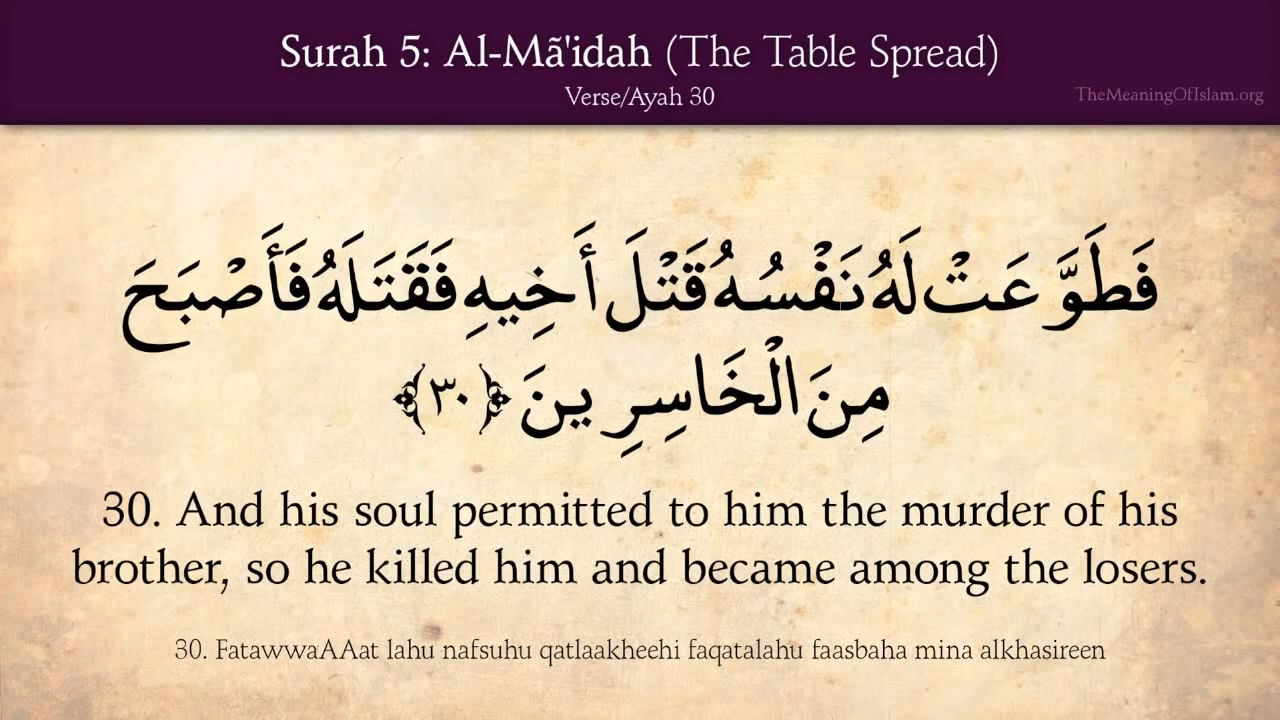 Surah 5: Al-Mã'idah (The Table Spread)
Verse/Ayah 30
TheMeaningOfIslam.org
فَطَوَّعَتْ لَهُ نَفْسُهُ قَتْلَ أَخِيهِ فَقَتَلَهُ فَأَصْبَحَ
مِنَ الْخَاسِرِينَ ﴿٣٠﴾
30. And his soul permitted to him the murder of his
brother, so he killed him and became among the losers.
30. FatawwaAAat lahu nafsuhu qatlaakheehi faqatalahu faasbaha mina alkhasireen